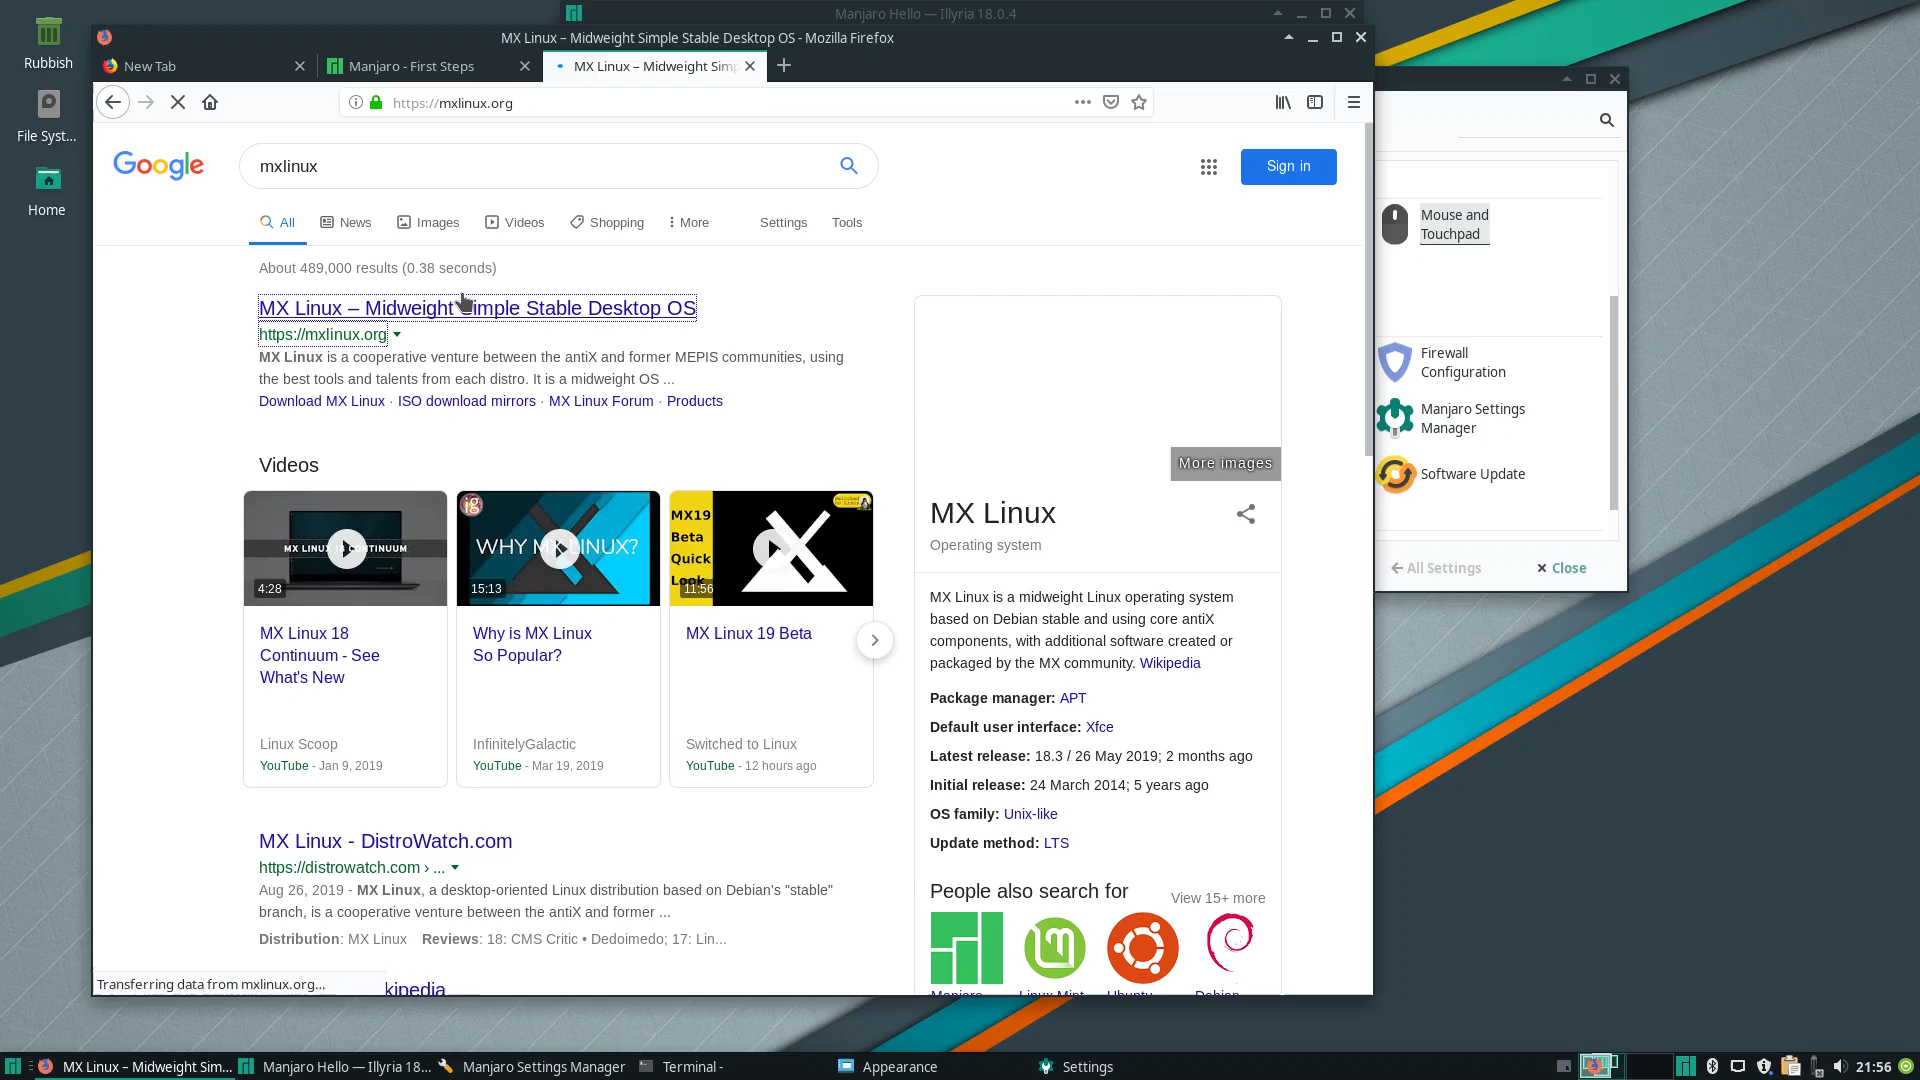 Rubbish
File Syst...
Home
Manjaro Hello — Illyria 18.0.4
MX Linux – Midweight Simple Stable Desktop OS - Mozilla Firefox
New Tab
Manjaro - First Steps
MX Linux – Midweight Simp
https://mxlinux.org
Google
mxlinux
Sign in
All
News
Images
Videos
Shopping
More
Settings
Tools
About 489,000 results (0.38 seconds)
MX Linux – Midweight Simple Stable Desktop OS
https://mxlinux.org
MX Linux is a cooperative venture between the antiX and former MEPIS communities, using
the best tools and talents from each distro. It is a midweight OS ...
Download MX Linux · ISO download mirrors · MX Linux Forum · Products
Videos
MX LINUX 18 CONTINUUM
4:28
MX Linux 18
Continuum - See
What's New
Linux Scoop
YouTube - Jan 9, 2019
ig
WHY MX LINUX?
15:13
Why is MX Linux
So Popular?
InfinitelyGalactic
YouTube - Mar 19, 2019
MX19
Beta
Quick
Look
Switched to Linux
11:56
MX Linux 19 Beta
Switched to Linux
YouTube - 12 hours ago
MX Linux - DistroWatch.com
https://distrowatch.com › ...
Aug 26, 2019 - MX Linux, a desktop-oriented Linux distribution based on Debian's "stable"
branch, is a cooperative venture between the antiX and former ...
Distribution: MX Linux Reviews: 18: CMS Critic • Dedoimedo; 17: Lin...
kipedia
Transferring data from mxlinux.org...
More images
MX Linux
Operating system
MX Linux is a midweight Linux operating system
based on Debian stable and using core antiX
components, with additional software created or
packaged by the MX community. Wikipedia
Package manager: APT
Default user interface: Xfce
Latest release: 18.3 / 26 May 2019; 2 months ago
Initial release: 24 March 2014; 5 years ago
OS family: Unix-like
Update method: LTS
People also search for
View 15+ more
Manjaro
Linux Mint
Ubuntu
Debian
Mouse and
Touchpad
Firewall
Configuration
Manjaro Settings
Manager
Software Update
All Settings
Close
MX Linux – Midweight Sim...
Manjaro Hello — Illyria 18...
Manjaro Settings Manager
Terminal -
Appearance
Settings
21:56